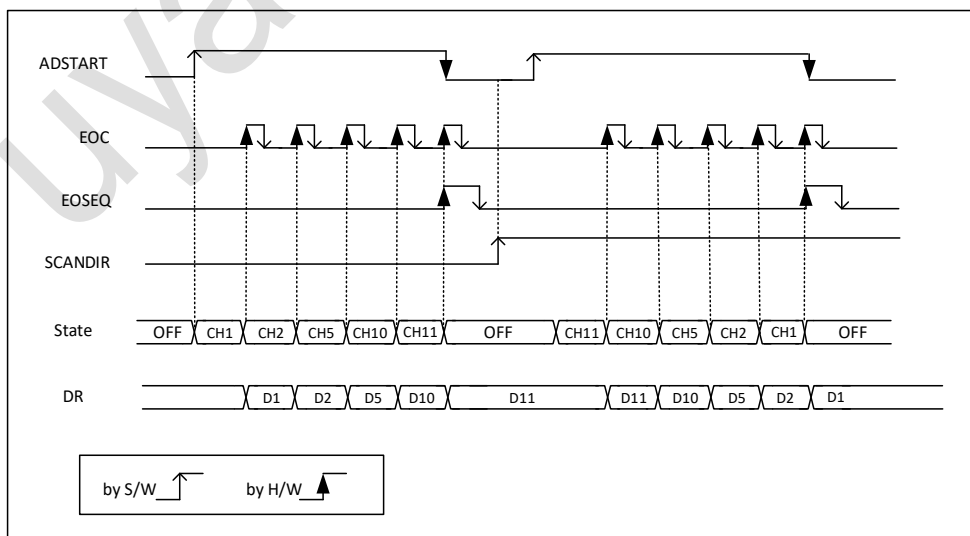 uya
ADSTART
EOC
EOSEQ
SCANDIR
State OFF CH1 CH2 CH5 CH10 CH11 OFF CH11 CH10 CH5 CH2 CH1 OFF
DR D1 D2 D5 D10 D11 D11 D10 D5 D2 D1
by S/W by H/W